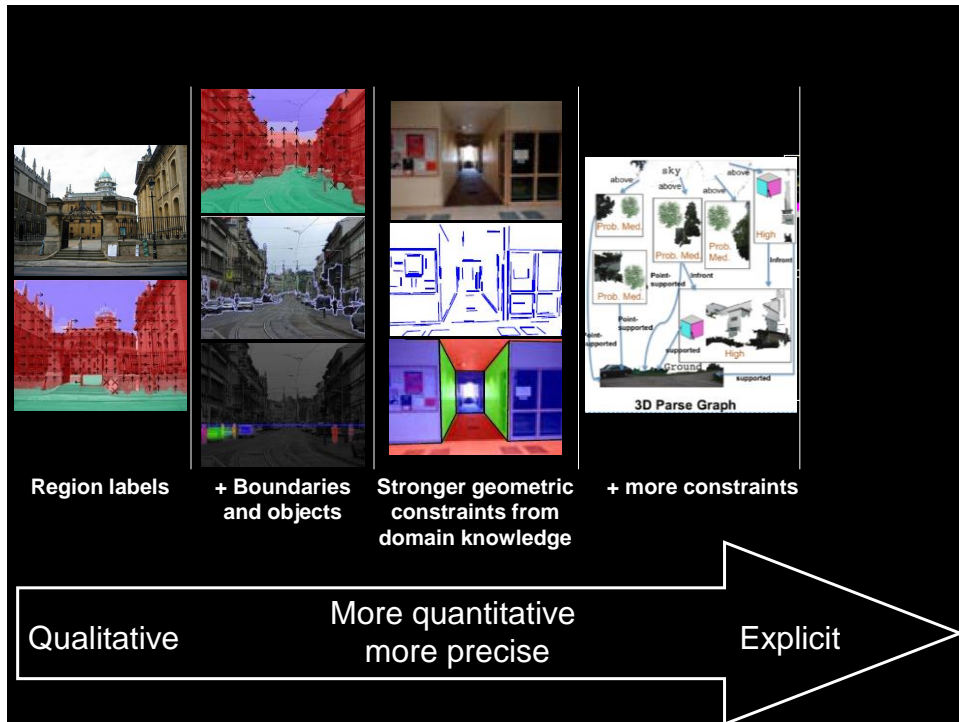 above
sky
above
above
above
Prob. Med.
Prob.
Med.
High
Prob. Med.
Point-
supported
Infront
Infront
Prob. Med.
Point-
supported
Point-
supported
supported
High
Ground
supported
3D Parse Graph
Region labels
+ Boundaries
and objects
Stronger geometric
constraints from
domain knowledge
+ more constraints
Qualitative
More quantitative
more precise
Explicit